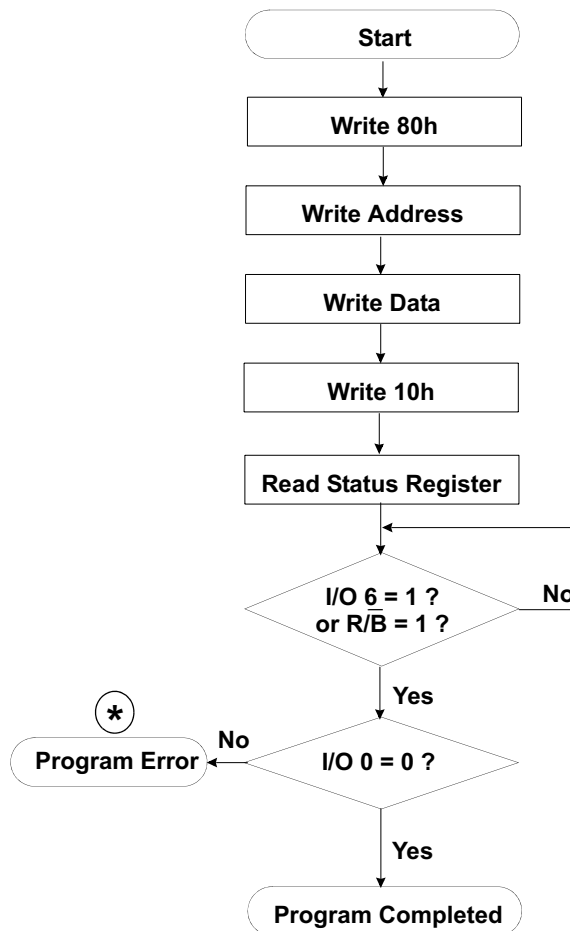 Start
Write 80h
Write Address
Write Data
Write 10h
Read Status Register
I/O 6 = 1 ?
or R/B̅ = 1 ?
No
Yes
*
No
Program Error
I/O 0 = 0 ?
Yes
Program Completed